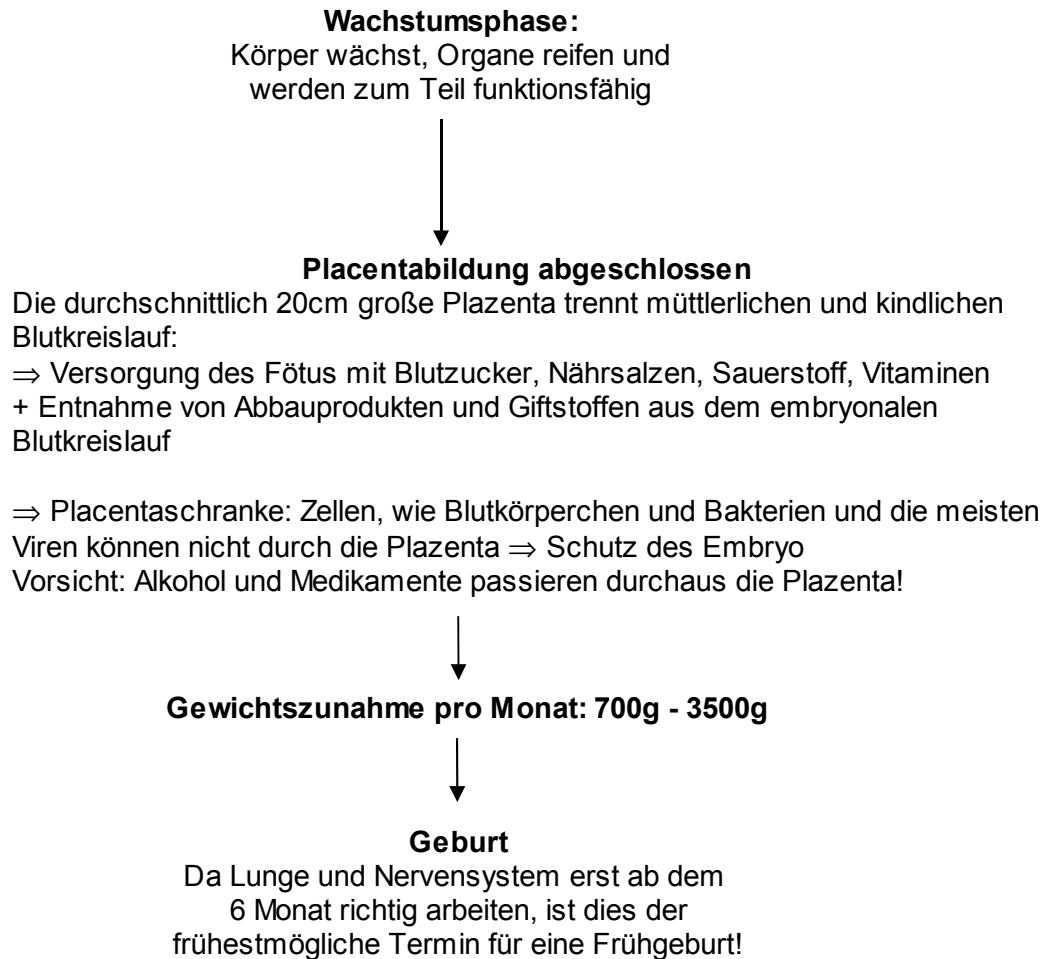 Wachstumsphase:
Körper wächst, Organe reifen und
werden zum Teil funktionsfähig
Placentabildung abgeschlossen
Die durchschnittlich 20cm große Plazenta trennt müttlerlichen und kindlichen
Blutkreislauf:
⇒ Versorgung des Fötus mit Blutzucker, Nährsalzen, Sauerstoff, Vitaminen
+ Entnahme von Abbauprodukten und Giftstoffen aus dem embryonalen
Blutkreislauf
⇒ Placentaschranke: Zellen, wie Blutkörperchen und Bakterien und die meisten
Viren können nicht durch die Plazenta ⇒ Schutz des Embryo
Vorsicht: Alkohol und Medikamente passieren durchaus die Plazenta!
Gewichtszunahme pro Monat: 700g - 3500g
Geburt
Da Lunge und Nervensystem erst ab dem
6 Monat richtig arbeiten, ist dies der
frühestmögliche Termin für eine Frühgeburt!